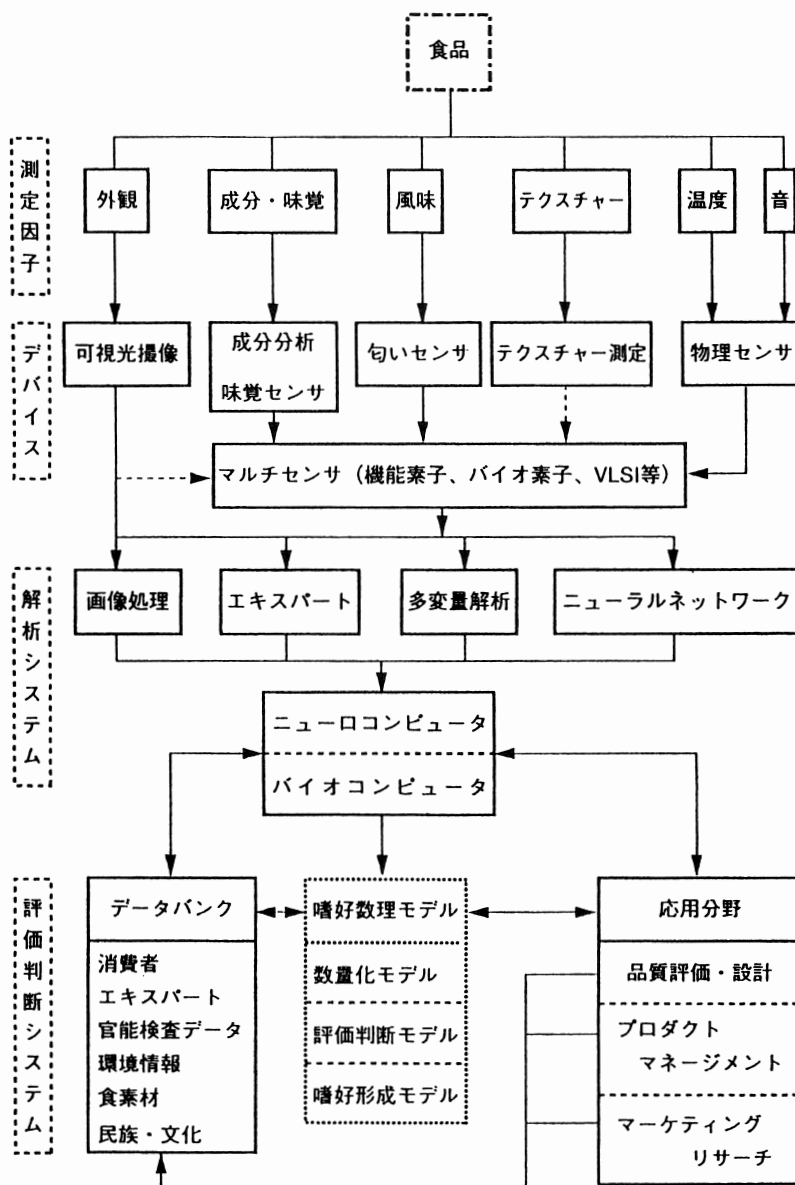 食品
測定因子
外観
成分・味覚
風味
テクスチャー
温度
音
デバイス
可視光撮像
成分分析
味覚センサ
匂いセンサ
テクスチャー測定
物理センサ
マルチセンサ（機能素子、バイオ素子、VLSI等）
解析システム
画像処理
エキスパート
多変量解析
ニューラルネットワーク
ニューロコンピュータ
バイオコンピュータ
評価判断システム
データバンク
消費者
エキスパート
官能検査データ
環境情報
食素材
民族・文化
嗜好数理モデル
数量化モデル
評価判断モデル
嗜好形成モデル
応用分野
品質評価・設計
プロダクト
マネージメント
マーケティング
リサーチ